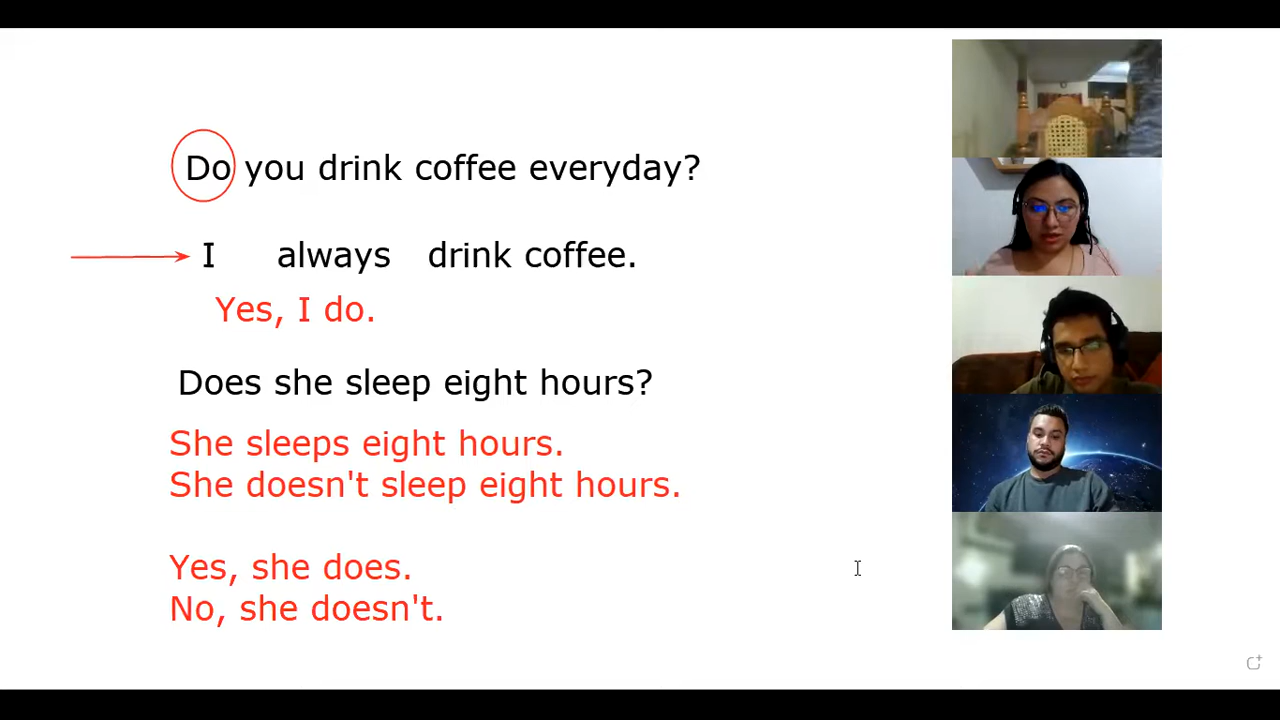 Do you drink coffee everyday?
I always drink coffee.
Yes, I do.
Does she sleep eight hours?
She sleeps eight hours.
She doesn't sleep eight hours.
Yes, she does.
No, she doesn't.